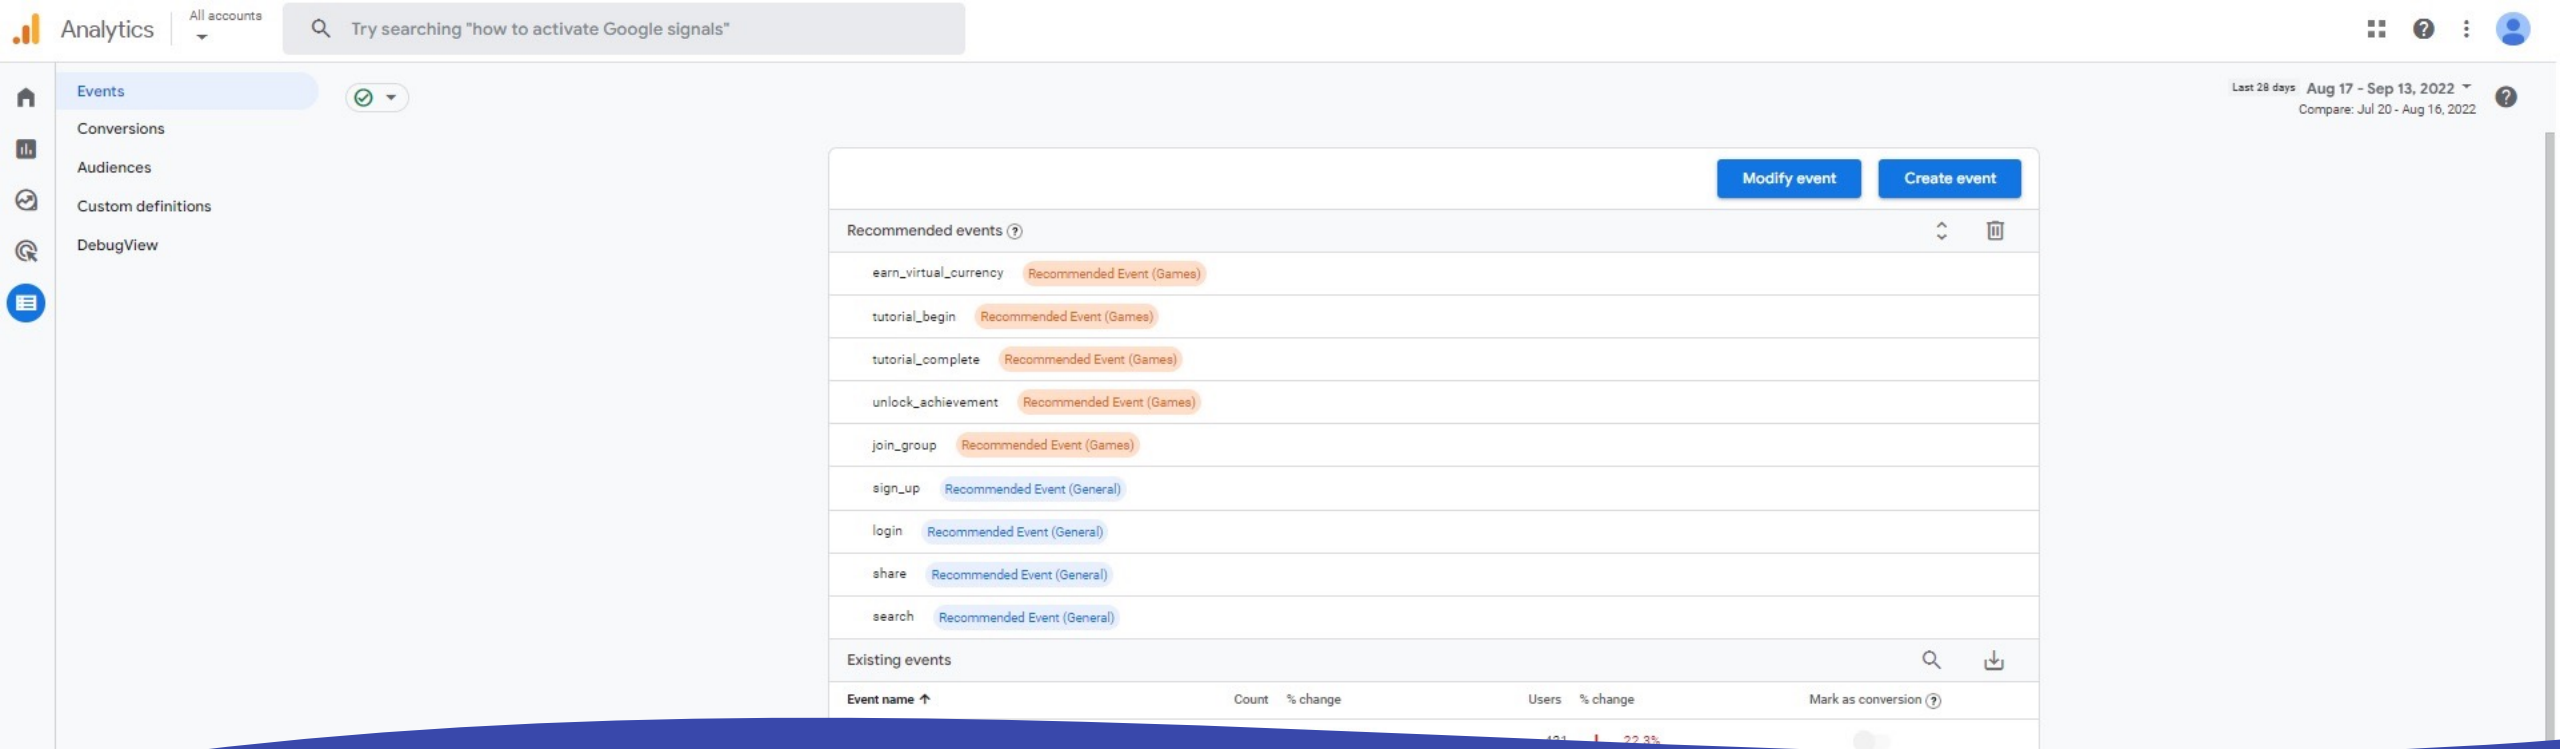 Analytics
All accounts
Try searching "how to activate Google signals"
Events
Conversions
Audiences
Custom definitions
DebugView
Last 28 days Aug 17 - Sep 13, 2022
Compare: Jul 20 - Aug 16, 2022
Modify event Create event
Recommended events
earn_virtual_currency Recommended Event (Games)
tutorial_begin Recommended Event (Games)
tutorial_complete Recommended Event (Games)
unlock_achievement Recommended Event (Games)
join_group Recommended Event (Games)
sign_up Recommended Event (General)
login Recommended Event (General)
share Recommended Event (General)
search Recommended Event (General)
Existing events
Event name Count % change Users % change Mark as conversion
22.3%